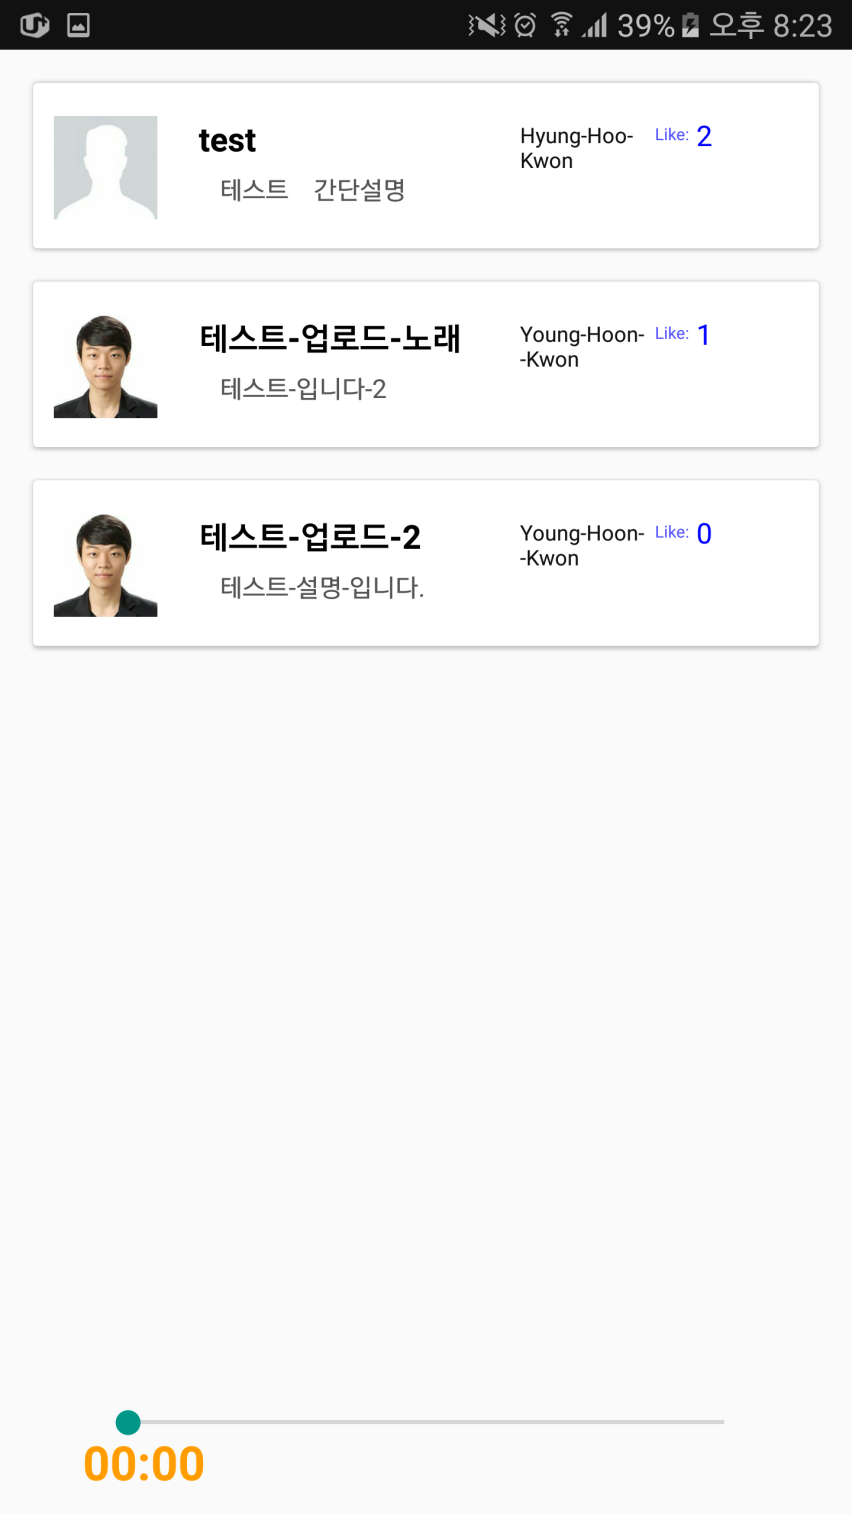 39% 오후 8:23
test
Hyung-Hoo-
Kwon
Like: 2
테스트 간단설명
테스트-업로드-노래
Young-Hoon-
-Kwon
Like: 1
테스트-입니다-2
테스트-업로드-2
Young-Hoon-
-Kwon
Like: 0
테스트-설명-입니다.
00:00